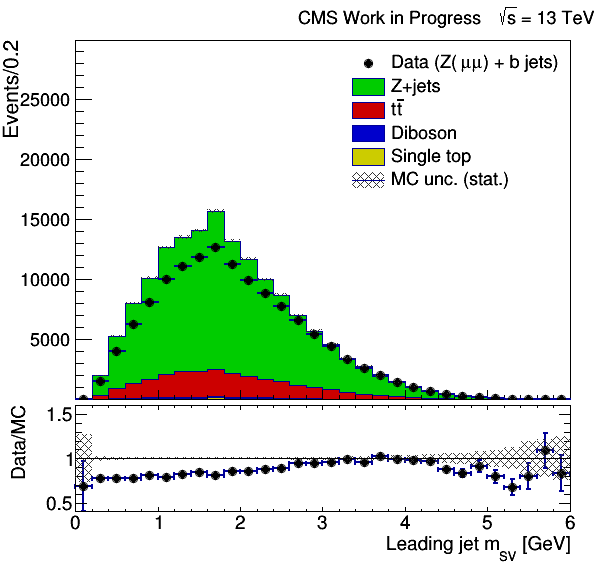 CMS Work in Progress √s = 13 TeV
Events/0.2
Data (Z(μμ) + b jets)
Z+jets
tt̄
Diboson
Single top
MC unc. (stat.)
25000
20000
15000
10000
5000
Data/MC
1.5
1
0.5
0 1 2 3 4 5 6
Leading jet m_SV [GeV]